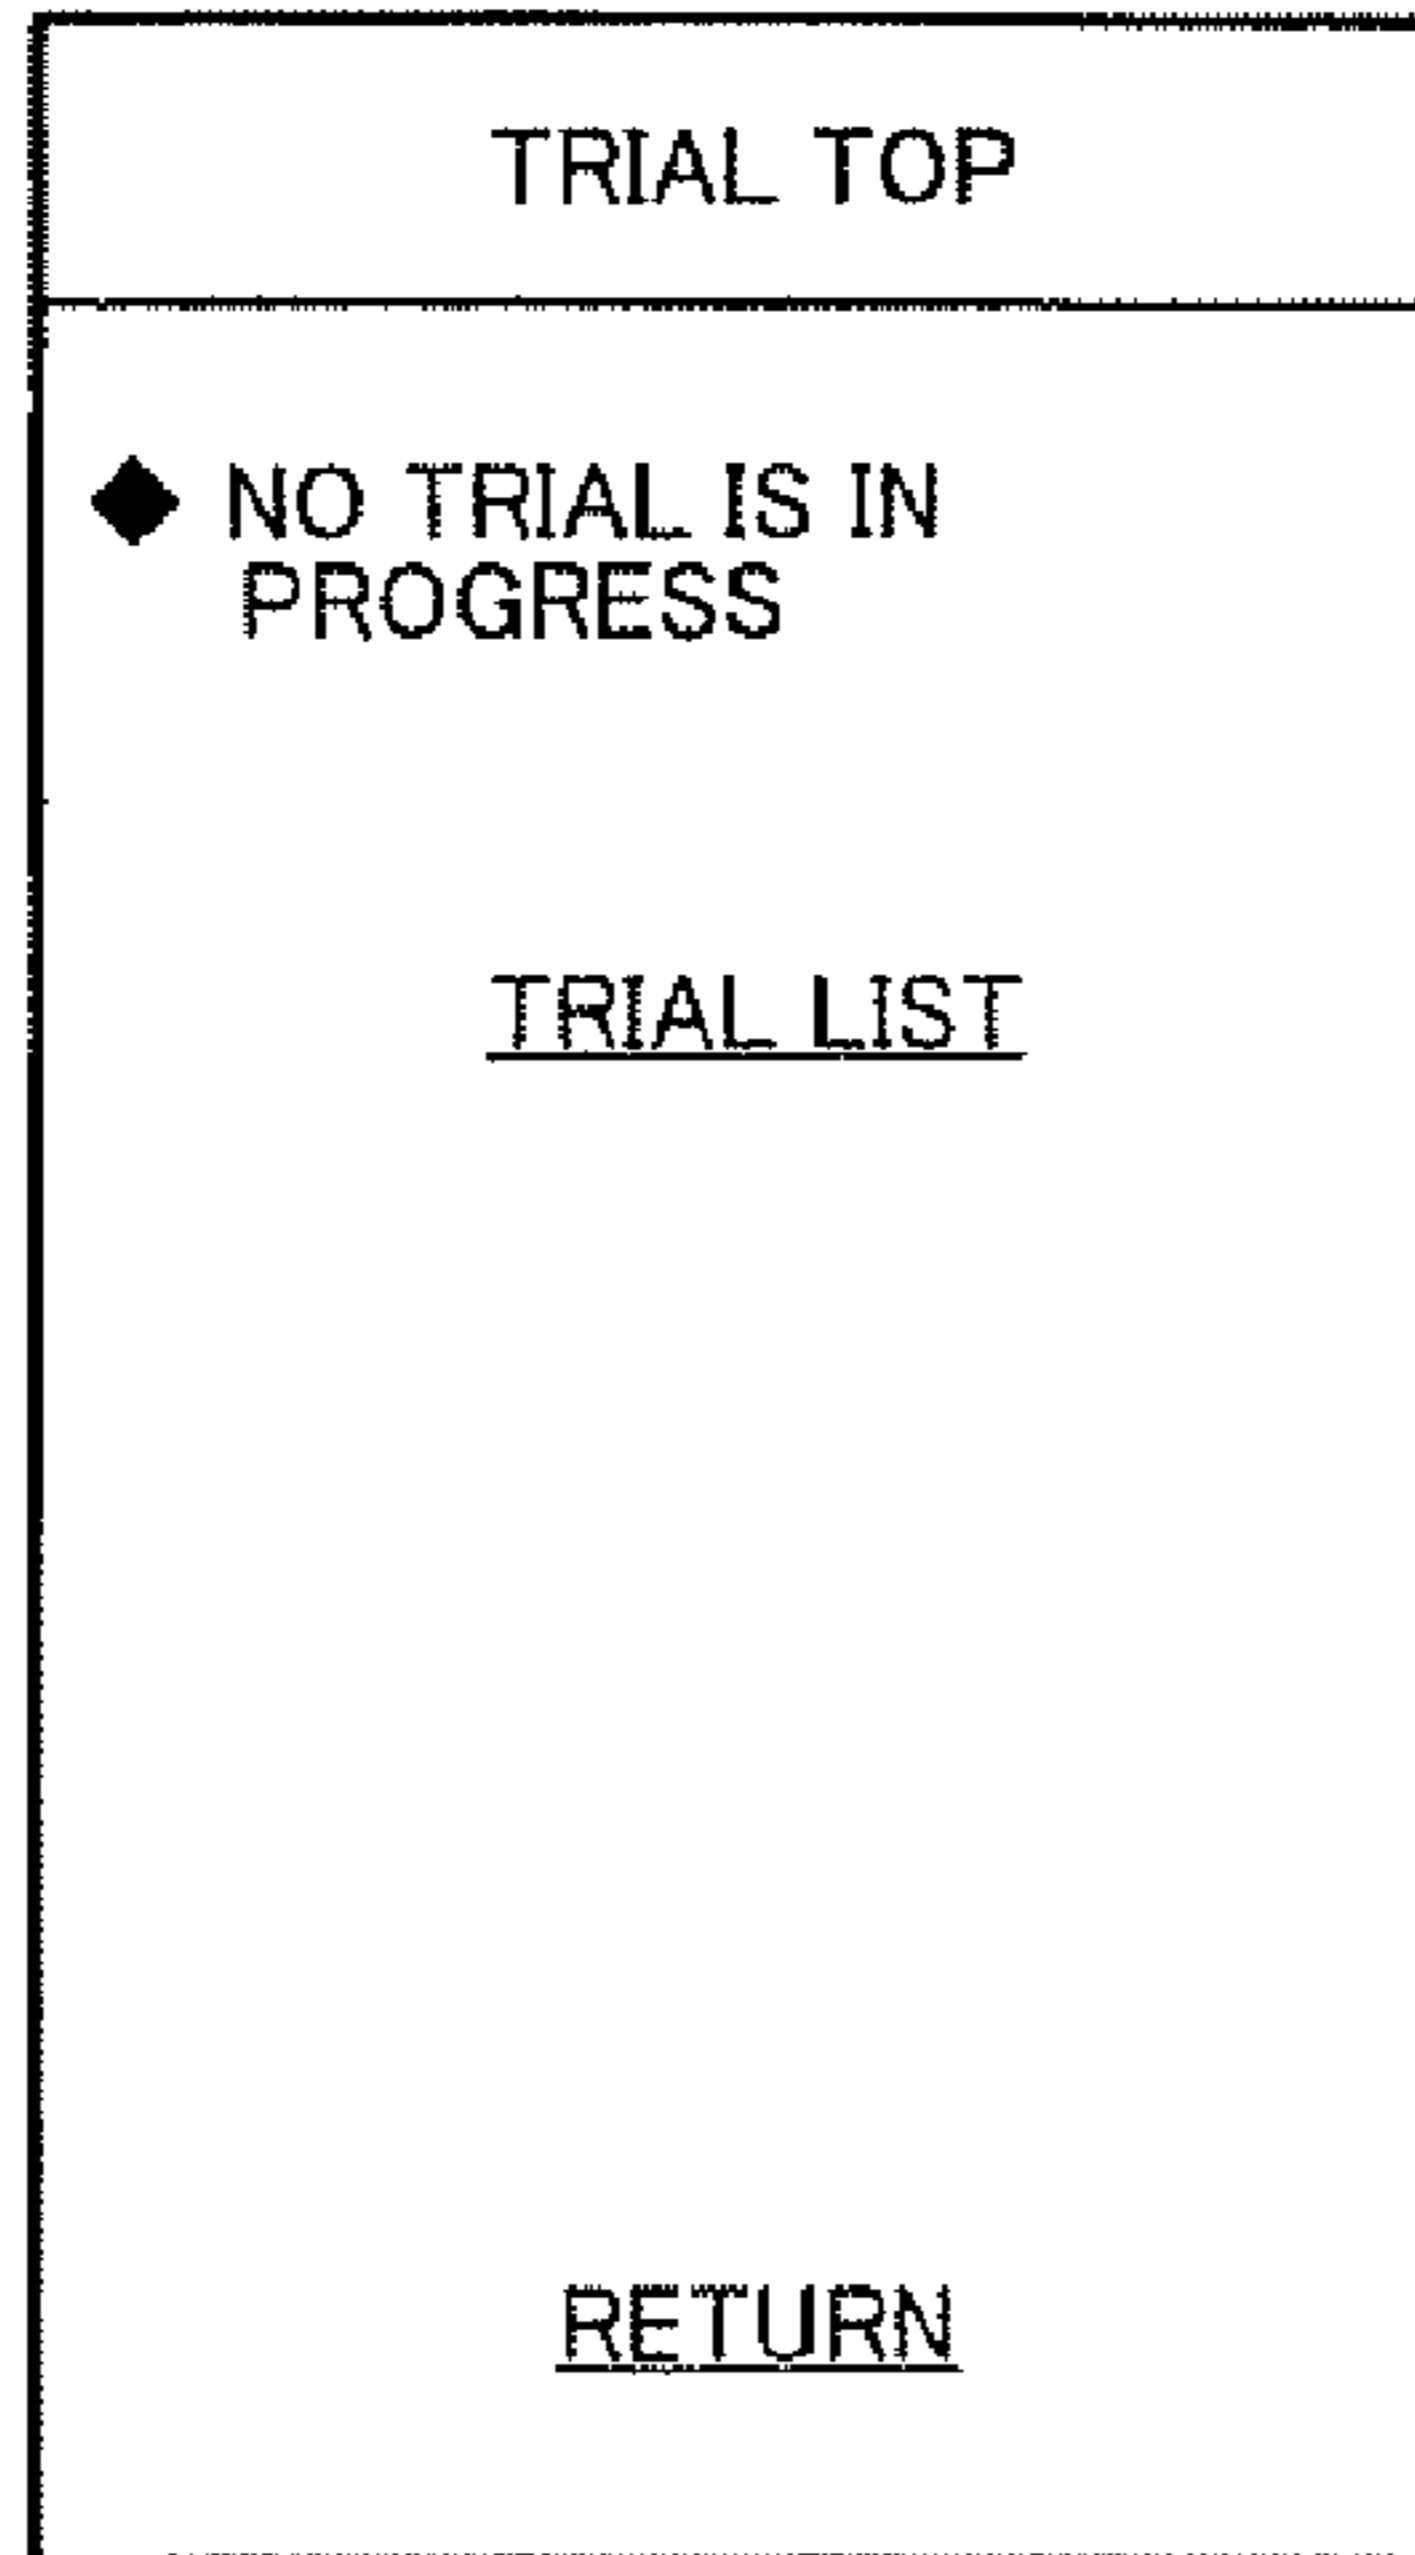 TRIAL TOP
◆ NO TRIAL IS IN
PROGRESS
TRIAL LIST
RETURN